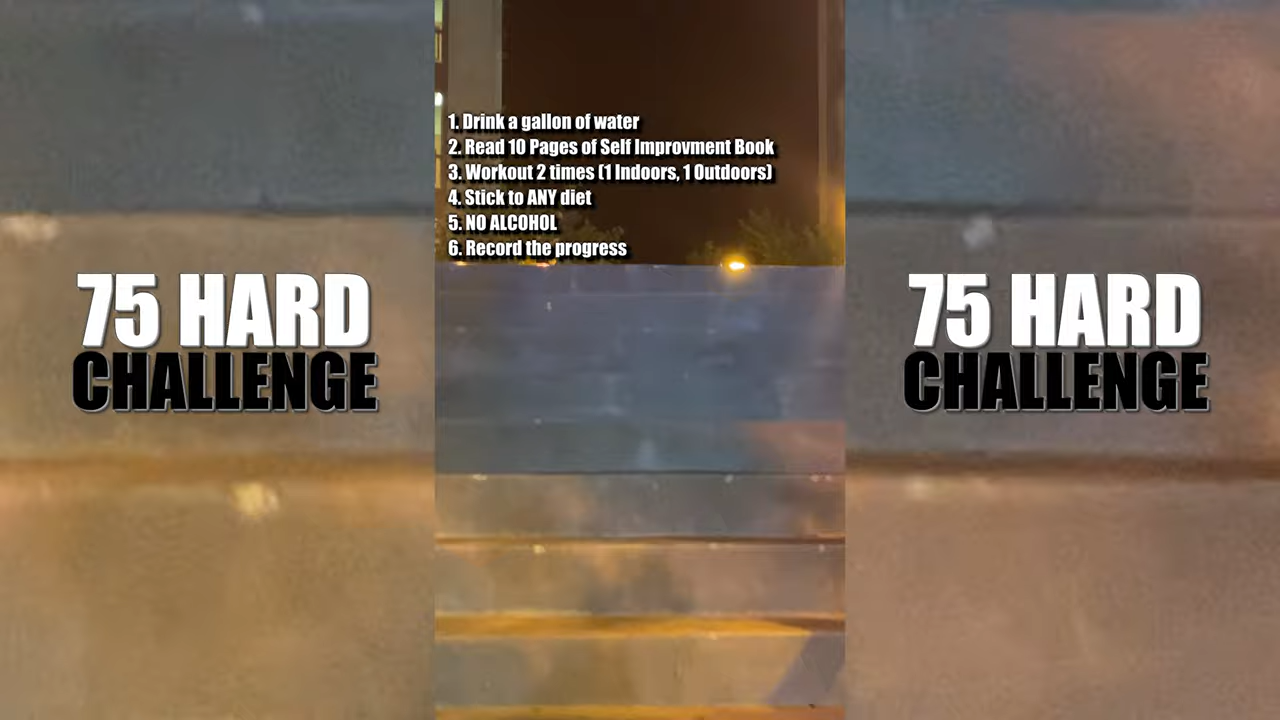 75 HARD
CHALLENGE
1. Drink a gallon of water
2. Read 10 Pages of Self Improvment Book
3. Workout 2 times (1 Indoors, 1 Outdoors)
4. Stick to ANY diet
5. NO ALCOHOL
6. Record the progress
75 HARD
CHALLENGE